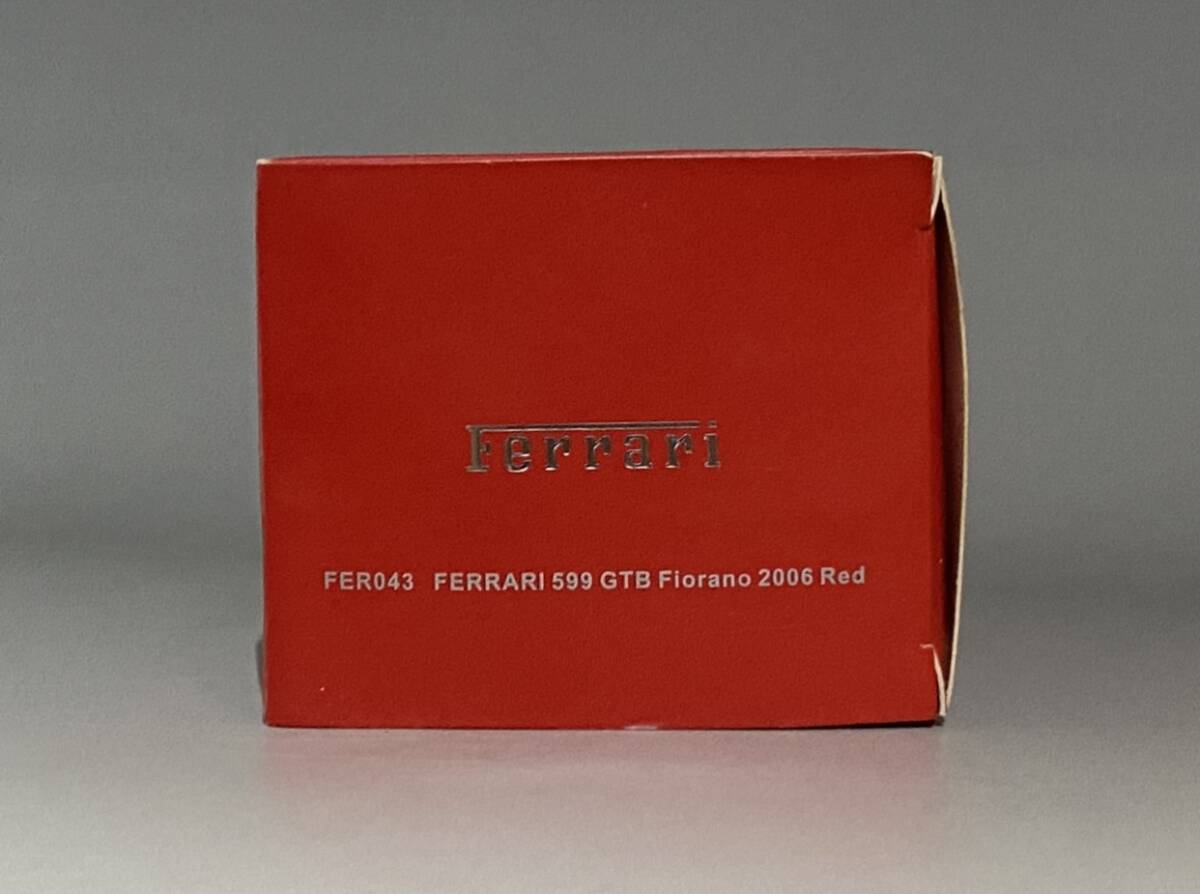 Ferrari
FER043 FERRARI 599 GTB Fiorano 2006 Red